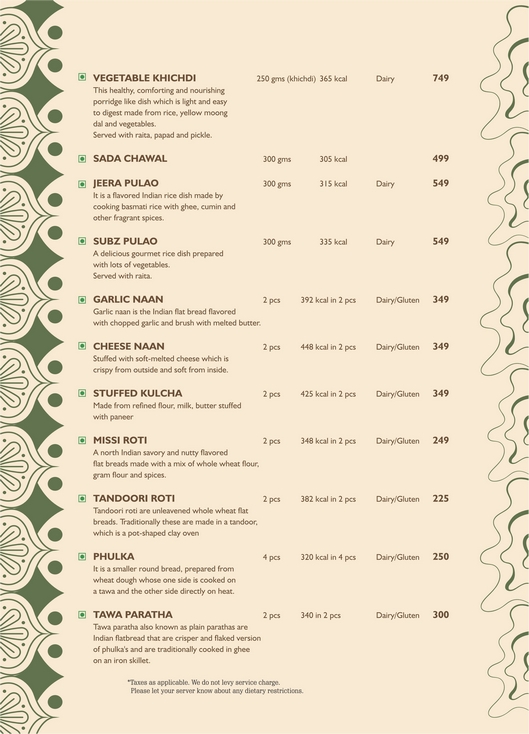 VEGETABLE KHICHDI 250 gms (khichdi) 365 kcal Dairy 749
This healthy, comforting and nourishing
porridge like dish which is light and easy
to digest made from rice, yellow moong
dal and vegetables.
Served with raita, papad and pickle.
SADA CHAWAL 300 gms 305 kcal 499
JEERA PULAO 300 gms 315 kcal Dairy 549
It is a flavored Indian rice dish made by
cooking basmati rice with ghee, cumin and
other fragrant spices.
SUBZ PULAO 300 gms 335 kcal Dairy 549
A delicious gourmet rice dish prepared
with lots of vegetables.
Served with raita.
GARLIC NAAN 2 pcs 392 kcal in 2 pcs Dairy/Gluten 349
Garlic naan is the Indian flat bread flavored
with chopped garlic and brush with melted butter.
CHEESE NAAN 2 pcs 448 kcal in 2 pcs Dairy/Gluten 349
Stuffed with soft-melted cheese which is
crispy from outside and soft from inside.
STUFFED KULCHA 2 pcs 425 kcal in 2 pcs Dairy/Gluten 349
Made from refined flour, milk, butter stuffed
with paneer
MISSI ROTI 2 pcs 348 kcal in 2 pcs Dairy/Gluten 249
A north Indian savory and nutty flavored
flat breads made with a mix of whole wheat flour,
gram flour and spices.
TANDOORI ROTI 2 pcs 382 kcal in 2 pcs Dairy/Gluten 225
Tandoori roti are unleavened whole wheat flat
breads. Traditionally these are made in a tandoor,
which is a pot-shaped clay oven
PHULKA 4 pcs 320 kcal in 4 pcs Dairy/Gluten 250
It is a smaller round bread, prepared from
wheat dough whose one side is cooked on
a tawa and the other side directly on heat.
TAWA PARATHA 2 pcs 340 in 2 pcs Dairy/Gluten 300
Tawa paratha also known as plain parathas are
Indian flatbread that are crisper and flaked version
of phulka's and are traditionally cooked in ghee
on an iron skillet.
*Taxes as applicable. We do not levy service charge.
Please let your server know about any dietary restrictions.